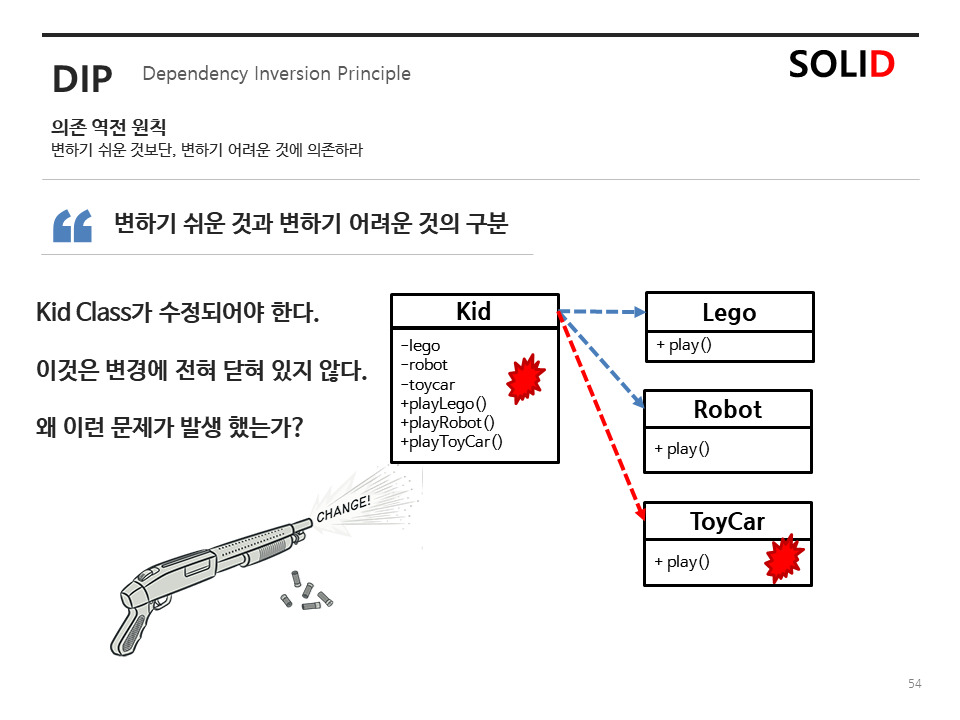 DIP
Dependency Inversion Principle
SOLID
의존 역전 원칙
변하기 쉬운 것보단, 변하기 어려운 것에 의존하라
변하기 쉬운 것과 변하기 어려운 것의 구분
Kid Class가 수정되어야 한다.
이것은 변경에 전혀 닫혀 있지 않다.
왜 이런 문제가 발생 했는가?
CHANGE!
Kid
-lego
-robot
-toycar
+playLego()
+playRobot()
+playToyCar()
Lego
+ play()
Robot
+ play()
ToyCar
+ play()
54